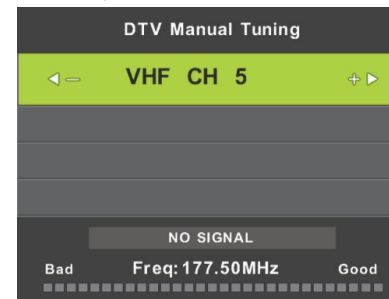 DTV Manual Tuning
VHF CH 5
NO SIGNAL
Bad Freq:177.50MHz Good